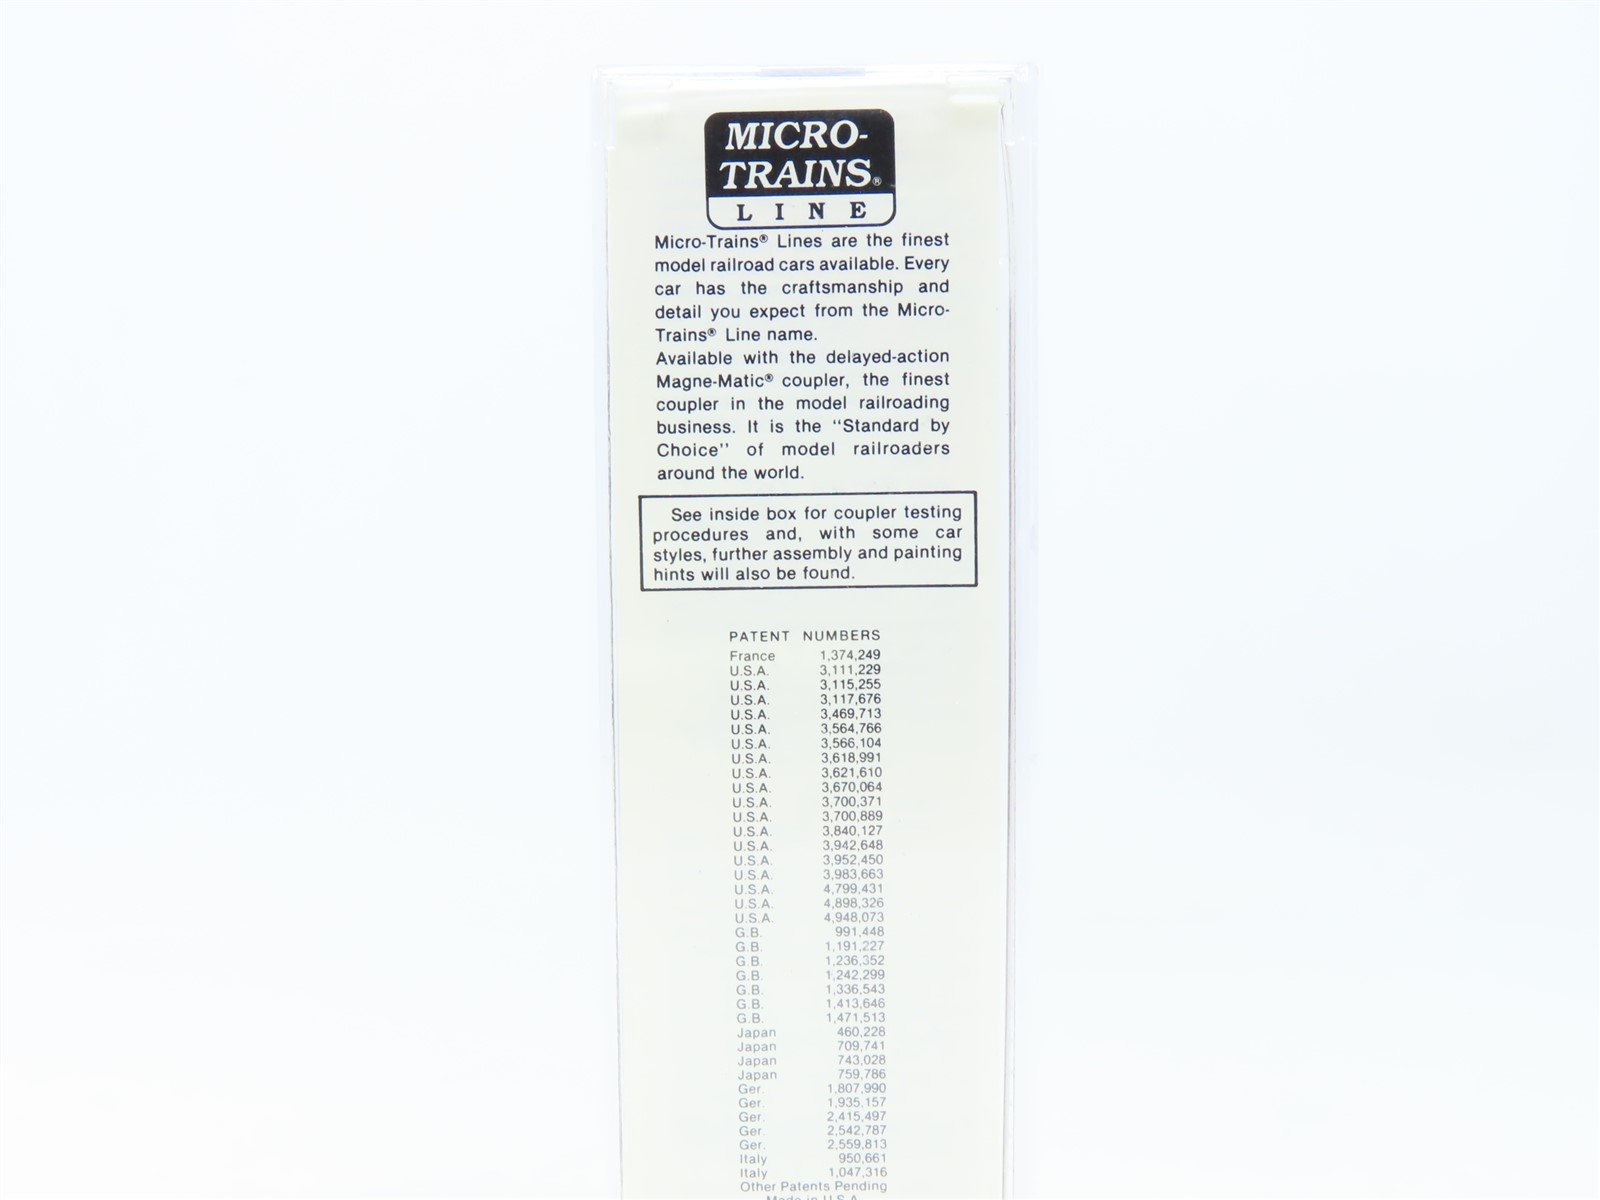 MICRO-
TRAINS®
LINE
Micro-Trains® Lines are the finest
model railroad cars available. Every
car has the craftsmanship and
detail you expect from the Micro-
Trains® Line name.
Available with the delayed-action
Magne-Matic® coupler, the finest
coupler in the model railroading
business. It is the "Standard by
Choice" of model railroaders
around the world.
See inside box for coupler testing
procedures and, with some car
styles, further assembly and painting
hints will also be found.
PATENT NUMBERS
France 1,374,249
U.S.A. 3,111,229
U.S.A. 3,115,255
U.S.A. 3,117,676
U.S.A. 3,469,713
U.S.A. 3,564,766
U.S.A. 3,566,104
U.S.A. 3,618,991
U.S.A. 3,621,610
U.S.A. 3,670,064
U.S.A. 3,700,371
U.S.A. 3,700,889
U.S.A. 3,840,127
U.S.A. 3,942,648
U.S.A. 3,952,450
U.S.A. 3,983,663
U.S.A. 4,799,431
U.S.A. 4,898,326
U.S.A. 4,948,073
G.B. 991,448
G.B. 1,191,227
G.B. 1,236,352
G.B. 1,242,299
G.B. 1,336,543
G.B. 1,413,646
G.B. 1,471,513
Japan 460,228
Japan 709,741
Japan 743,028
Japan 759,786
Ger. 1,807,990
Ger. 1,935,157
Ger. 2,415,497
Ger. 2,542,787
Ger. 2,559,813
Italy 950,661
Italy 1,047,316
Other Patents Pending
Made in U.S.A.